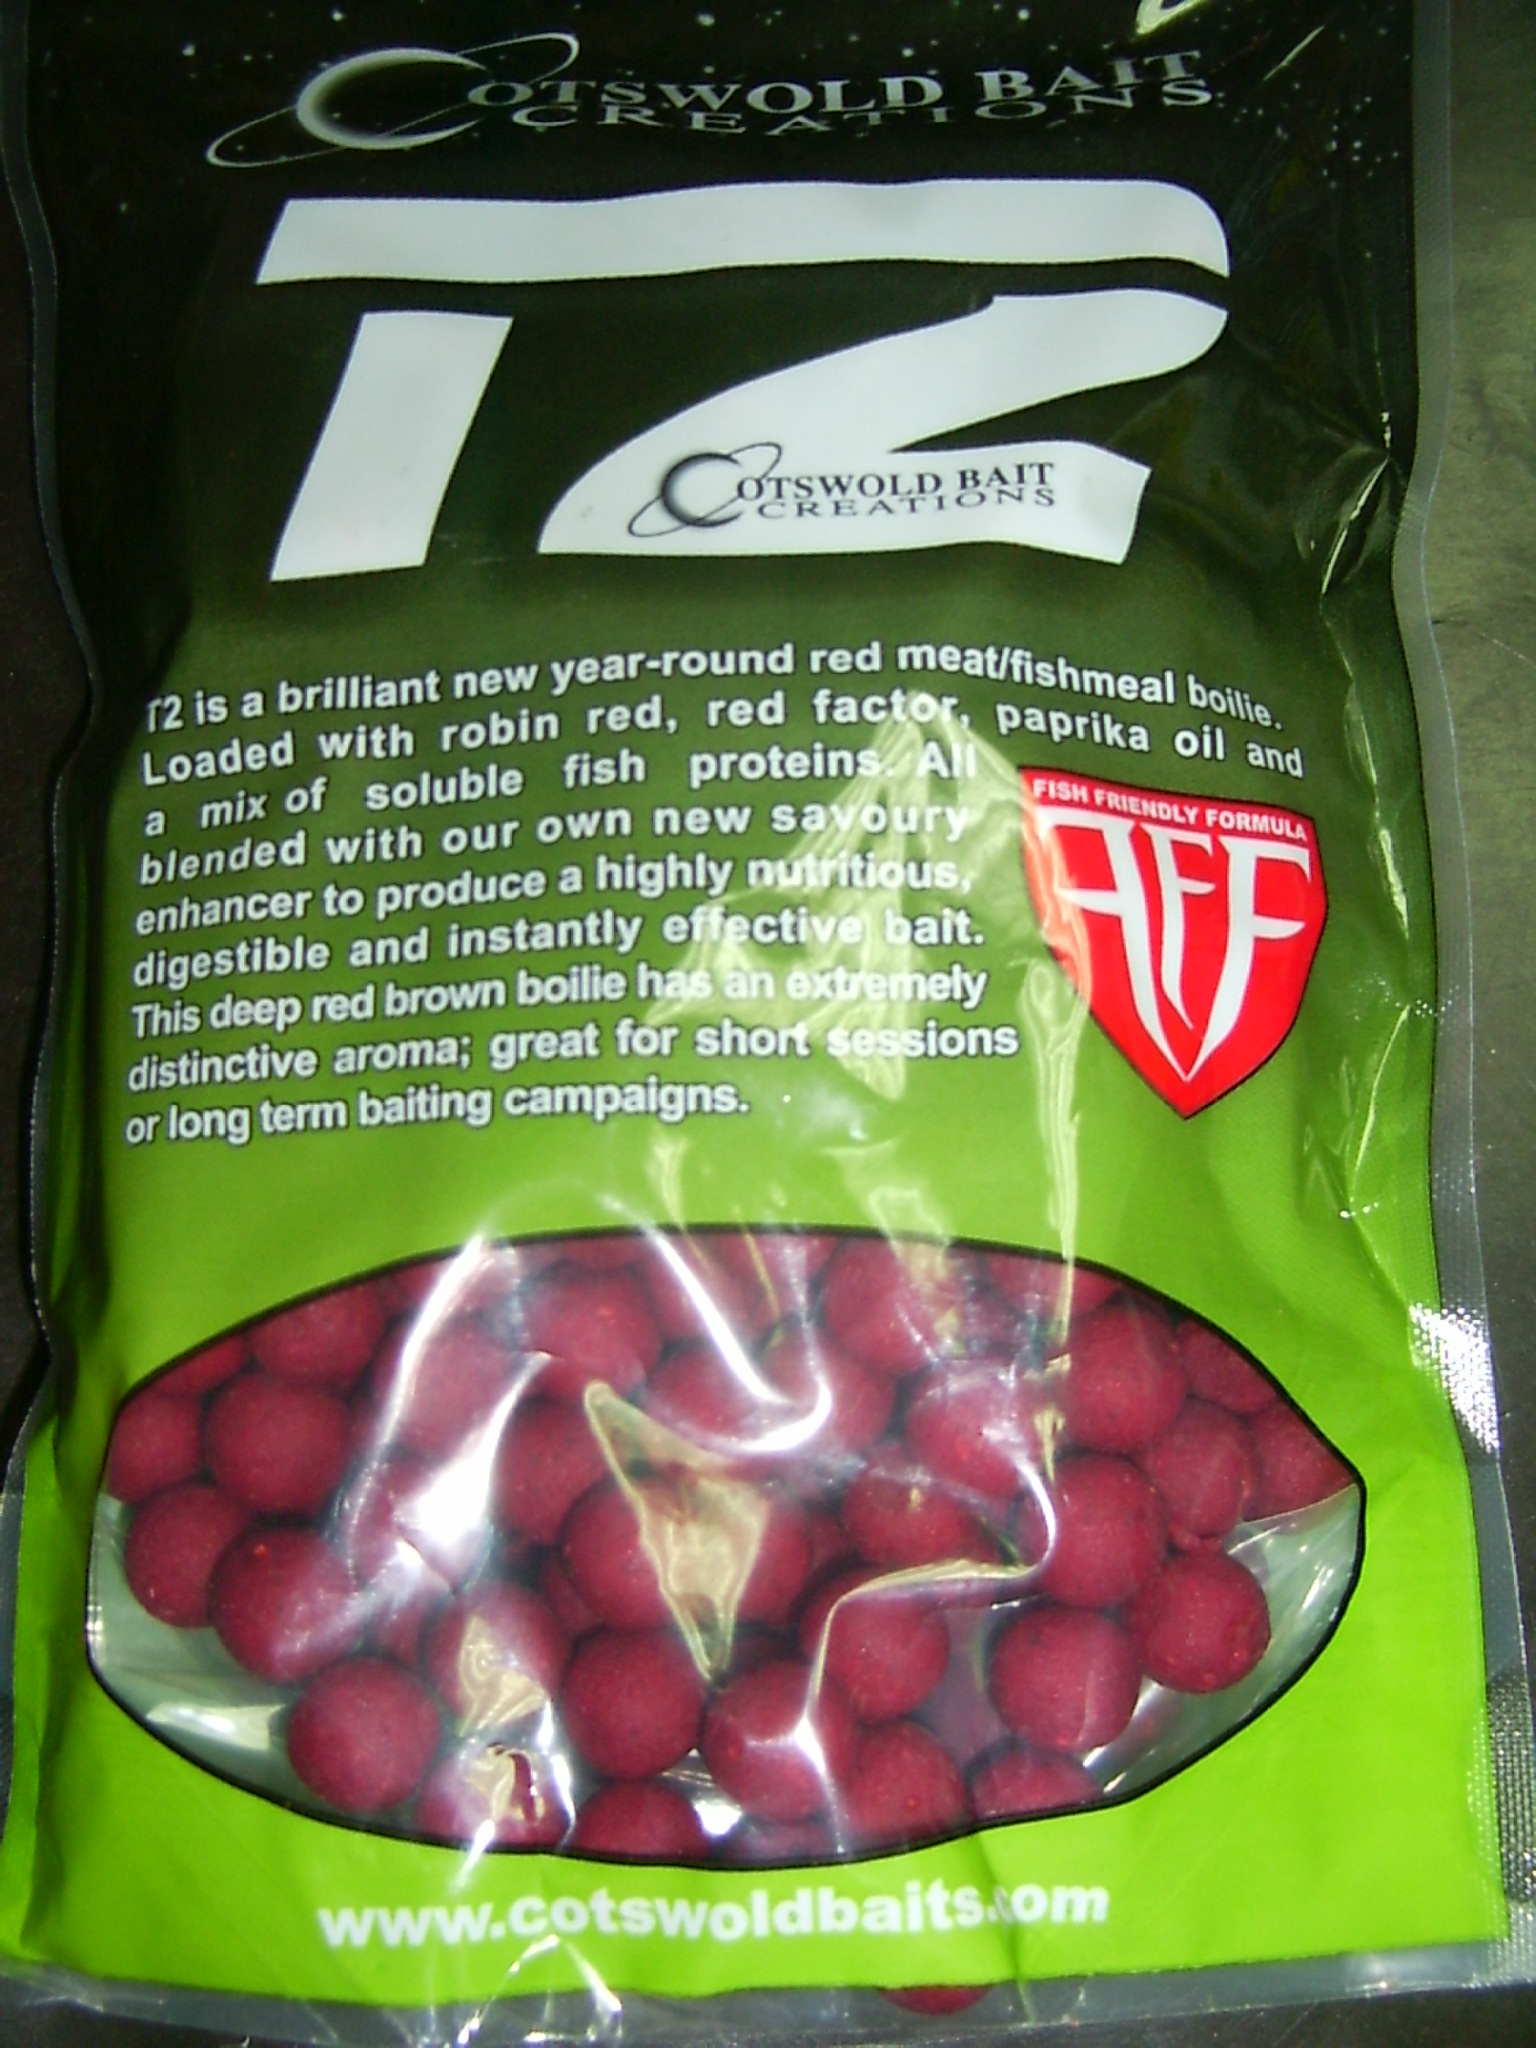 COTSWOLD BAIT
CREATIONS
T2
COTSWOLD BAIT
CREATIONS
T2 is a brilliant new year-round red meat/fishmeal boilie.
Loaded with robin red, red factor, paprika oil and
a mix of soluble fish proteins. All
blended with our own new savoury
enhancer to produce a highly nutritious,
digestible and instantly effective bait.
This deep red brown boilie has an extremely
distinctive aroma; great for short sessions
or long term baiting campaigns.
FISH FRIENDLY FORMULA
FFF
www.cotswoldbaits.com